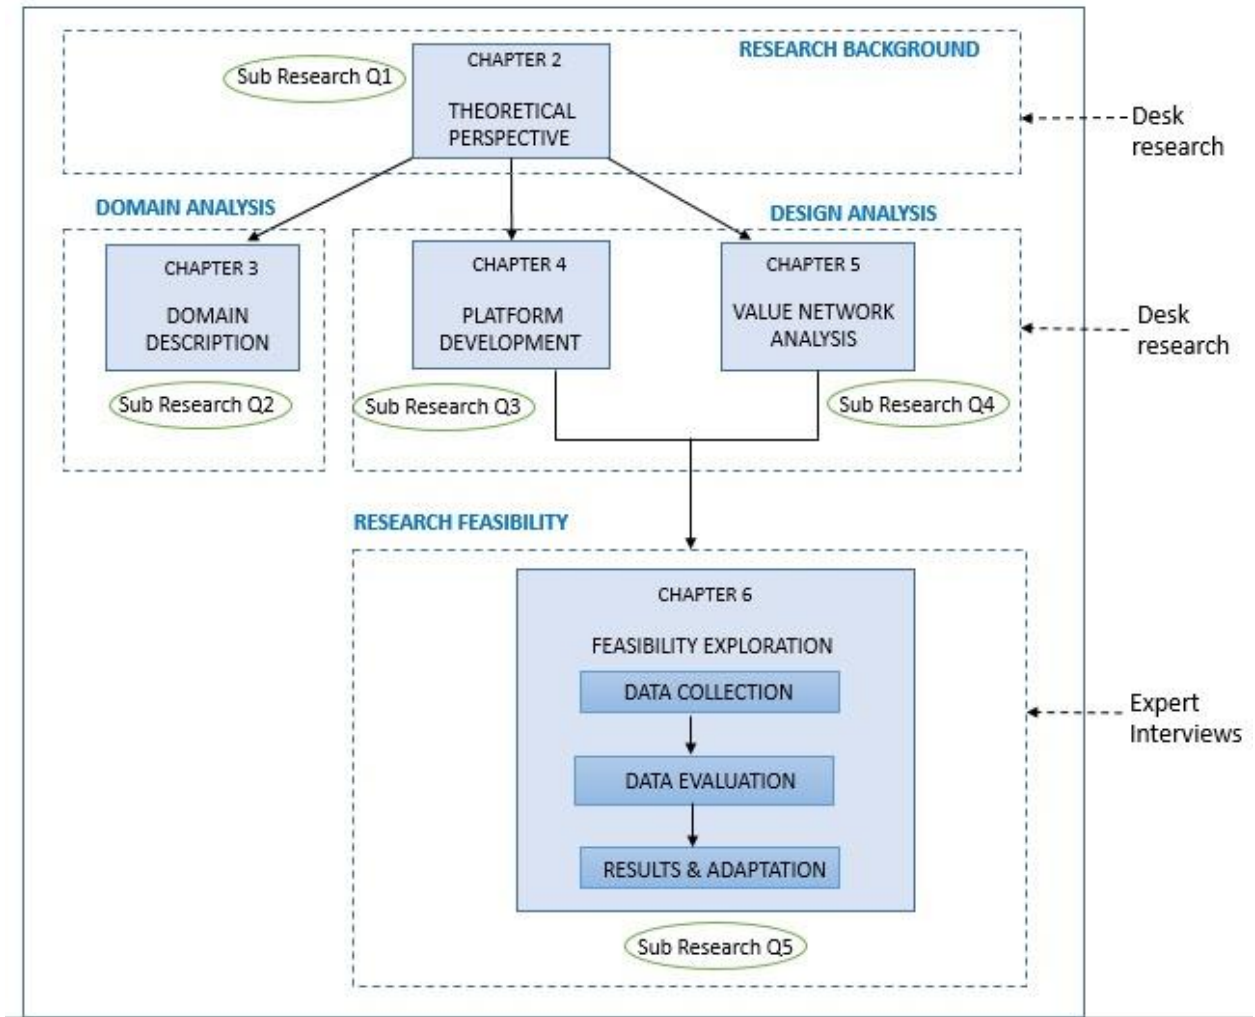 RESEARCH BACKGROUND
CHAPTER 2
Sub Research Q1
THEORETICAL
PERSPECTIVE
Desk
research
DOMAIN ANALYSIS
DESIGN ANALYSIS
CHAPTER 3
DOMAIN
DESCRIPTION
Sub Research Q2
CHAPTER 4
PLATFORM
DEVELOPMENT
Sub Research Q3
CHAPTER 5
VALUE NETWORK
ANALYSIS
Sub Research Q4
Desk
research
RESEARCH FEASIBILITY
CHAPTER 6
FEASIBILITY EXPLORATION
DATA COLLECTION
DATA EVALUATION
RESULTS & ADAPTATION
Sub Research Q5
Expert
Interviews